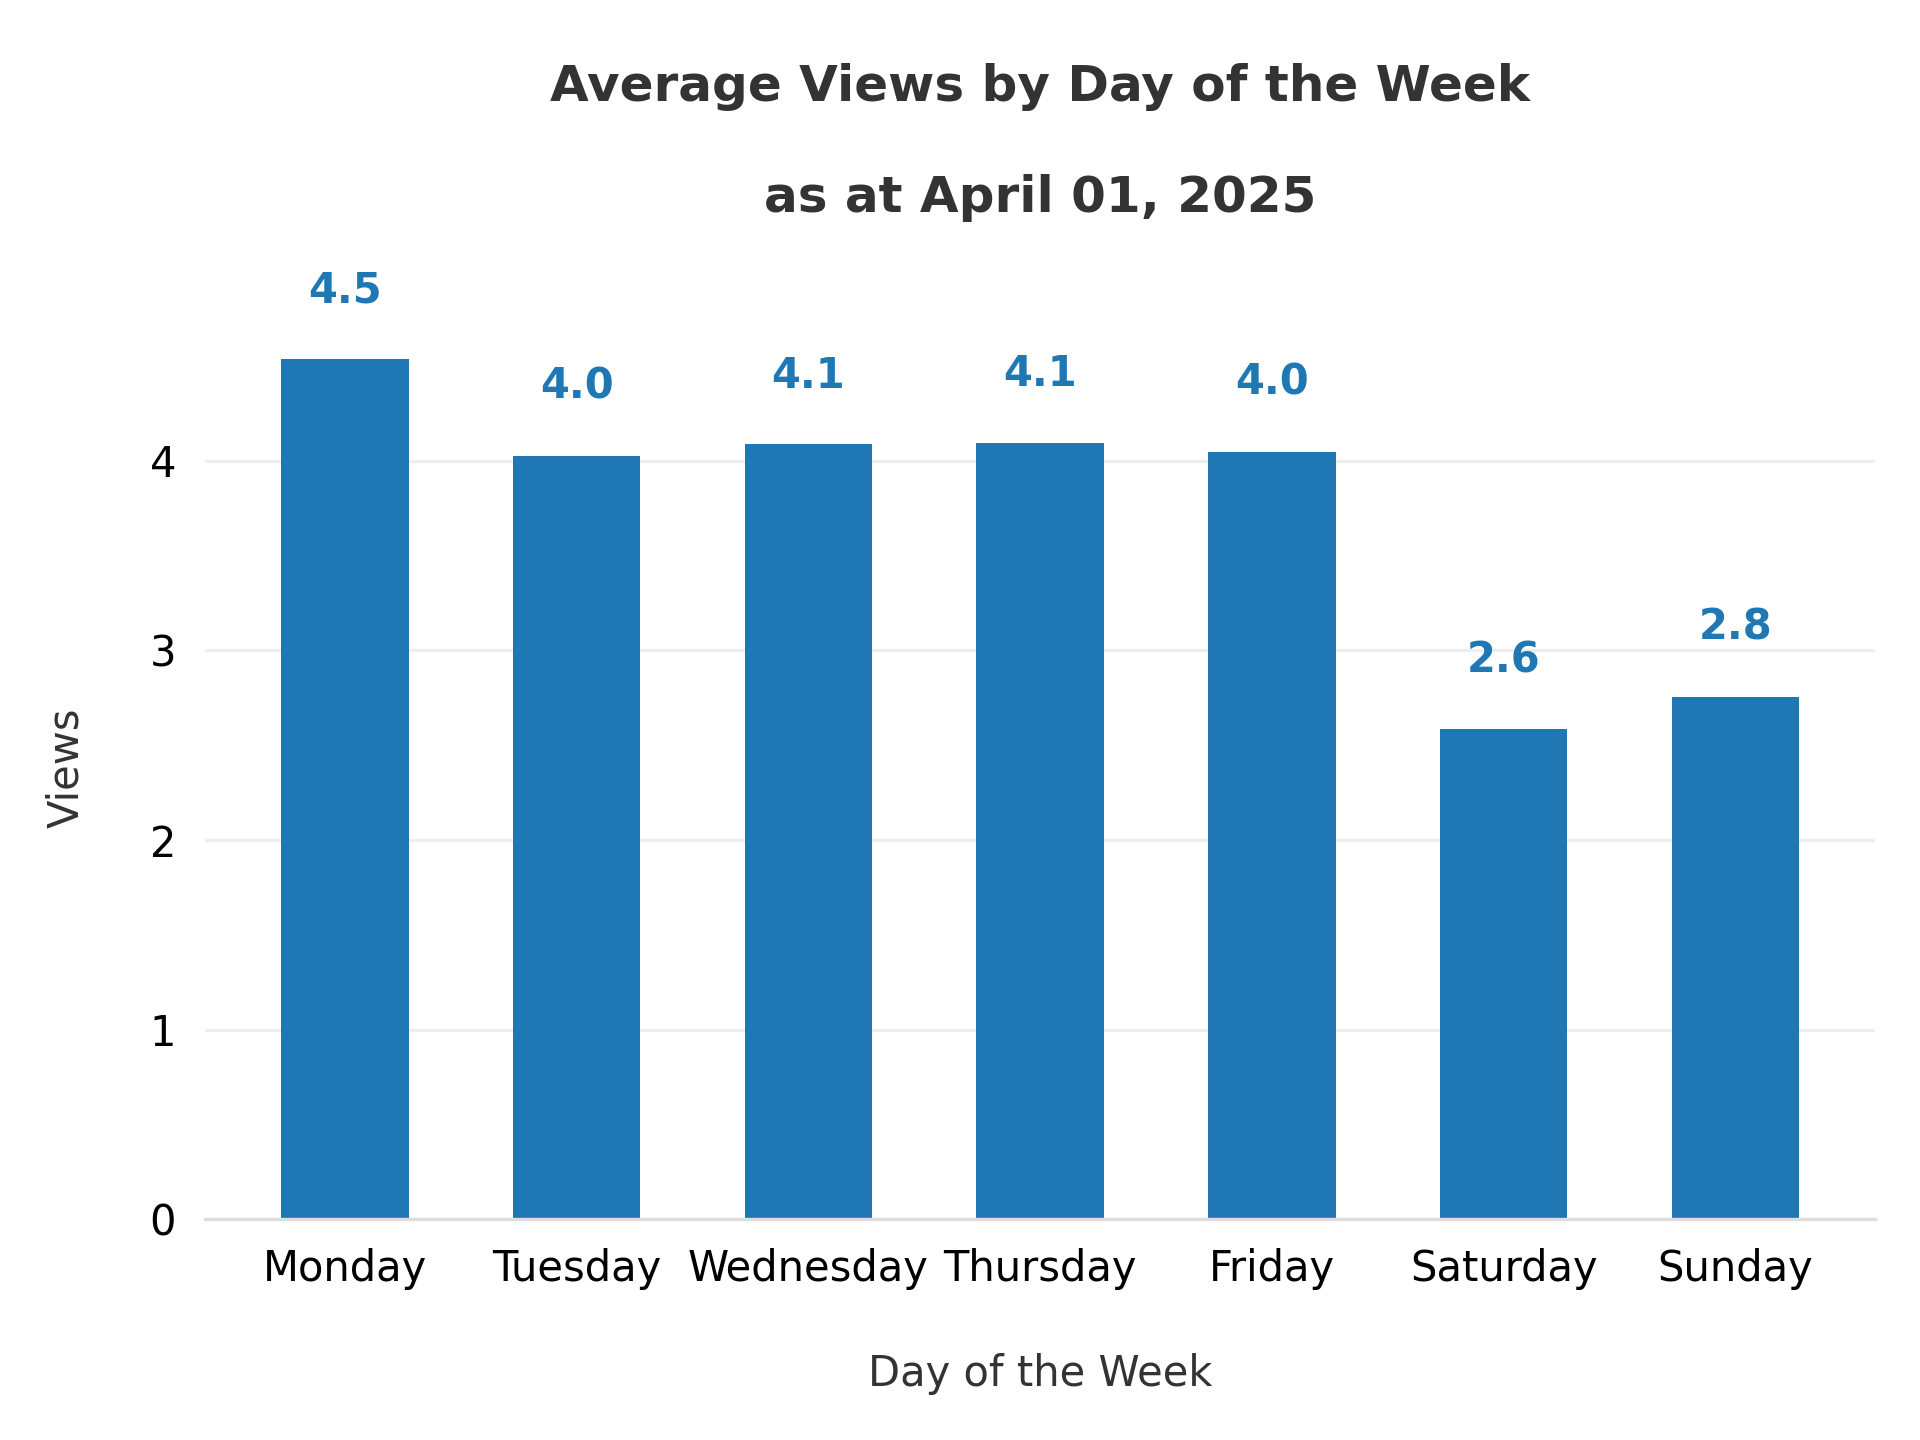 Average Views by Day of the Week
as at April 01, 2025
4.5
4.0
4.1
4.1
4.0
2.6
2.8
4
3
2
1
0
Views
Monday Tuesday Wednesday Thursday Friday Saturday Sunday
Day of the Week